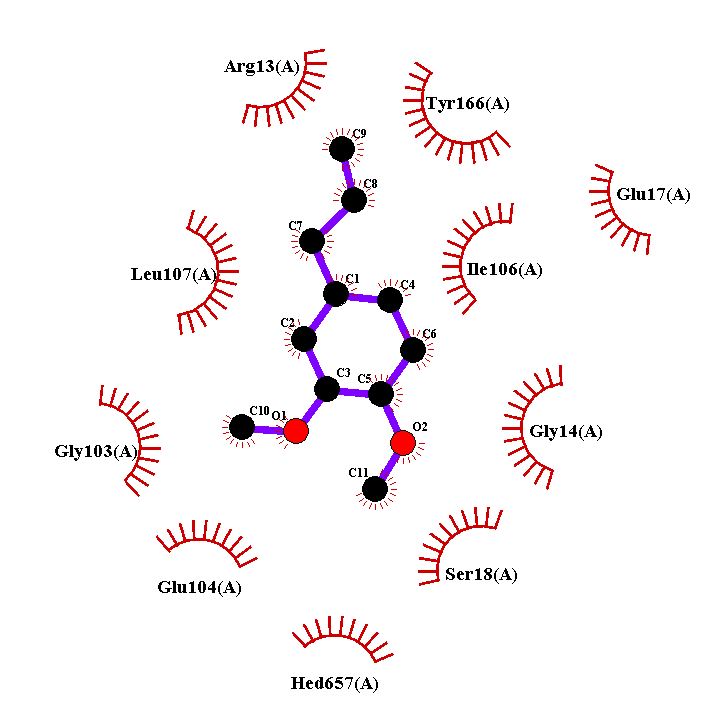 Arg13(A)
Tyr166(A)
C9
C8
Glu17(A)
C7
Leu107(A)
Ile106(A)
C1
C4
C2
C6
C3
C5
C10
O1
O2
Gly14(A)
Gly103(A)
C11
Glu104(A)
Ser18(A)
Hed657(A)